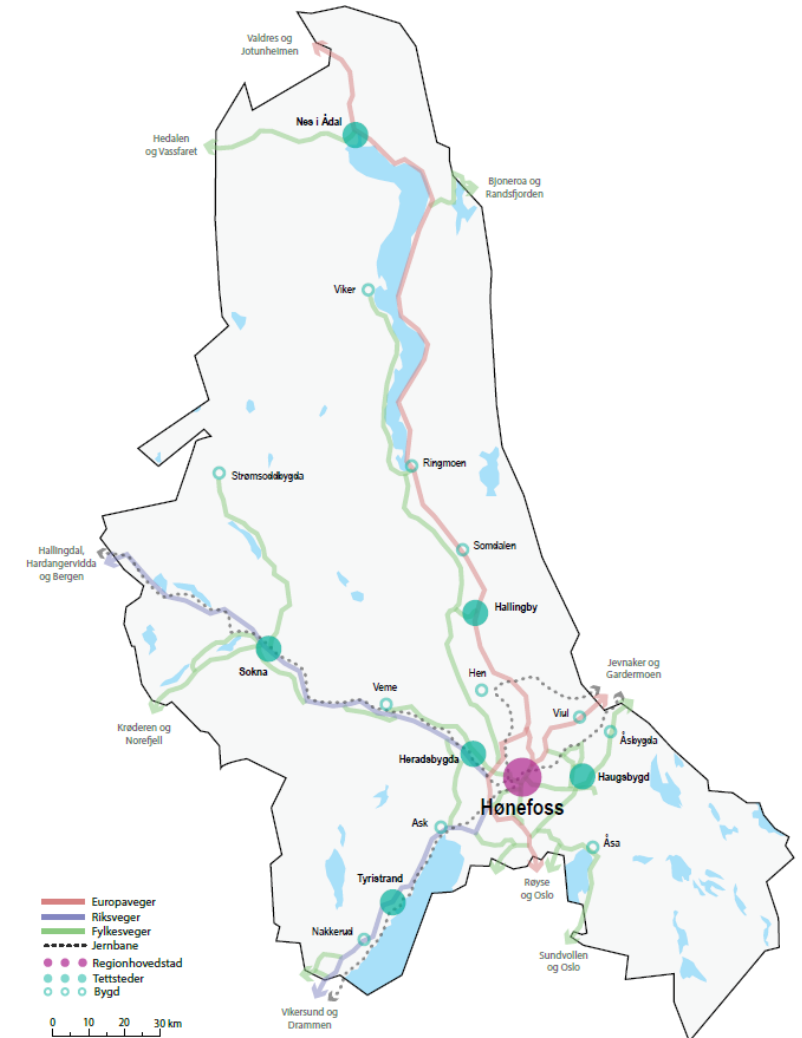 Valdres og
Jotunheimen
Nes i Ådal
Hedalen
og Vassfaret
Bjoneroa og
Randsfjorden
Viker
Ringmoen
Strømsoddbygda
Somdalen
Hallingdal,
Hardangervidda
og Bergen
Hallingby
Sokna
Hen
Jevnaker og
Gardermoen
Veme
Viul
Krøderen og
Norefjell
Åsbygda
Heradsbygda
Haugsbygd
Hønefoss
Ask
Åsa
Tyristrand
Røyse
og Oslo
Nakkerud
Sundvollen
og Oslo
Vikersund og
Drammen
Europaveger
Riksveger
Fylkesveger
Jernbane
Regionhovedstad
Tettsteder
Bygd
0 10 20 30 km